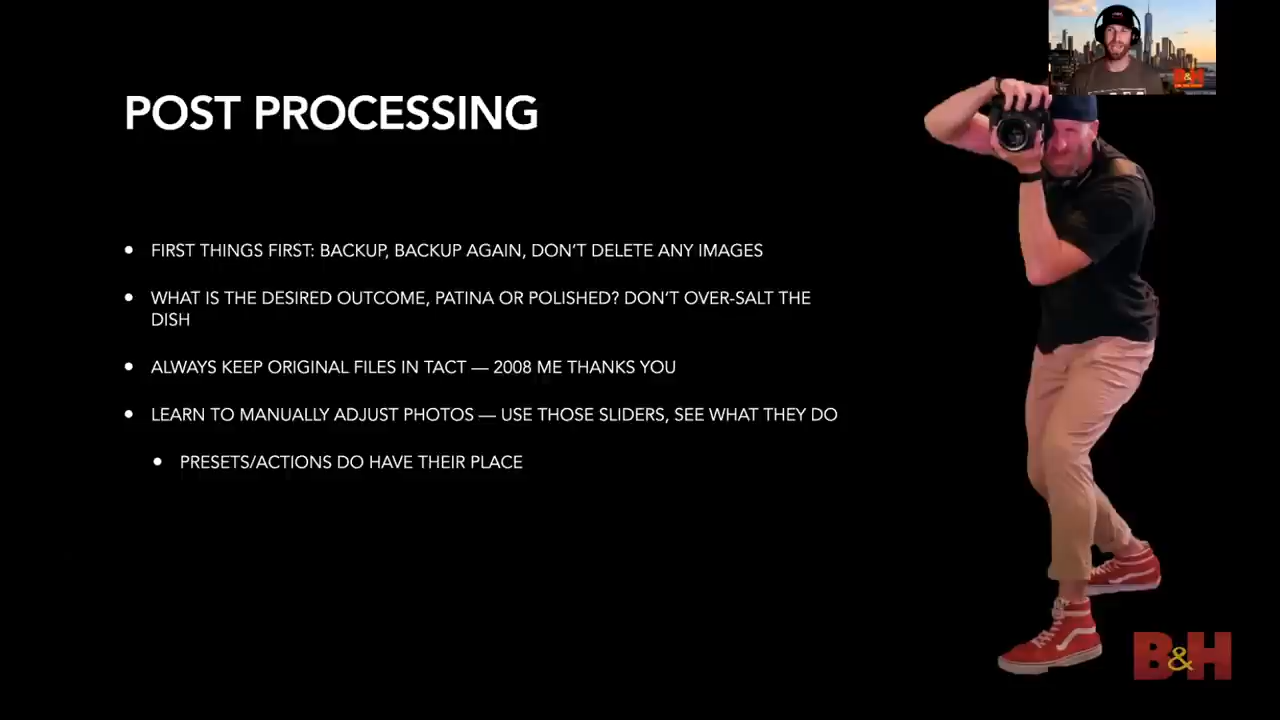 POST PROCESSING
• FIRST THINGS FIRST: BACKUP, BACKUP AGAIN, DON'T DELETE ANY IMAGES
• WHAT IS THE DESIRED OUTCOME, PATINA OR POLISHED? DON'T OVER-SALT THE
DISH
• ALWAYS KEEP ORIGINAL FILES IN TACT — 2008 ME THANKS YOU
• LEARN TO MANUALLY ADJUST PHOTOS — USE THOSE SLIDERS, SEE WHAT THEY DO
• PRESETS/ACTIONS DO HAVE THEIR PLACE
B&H
B&H